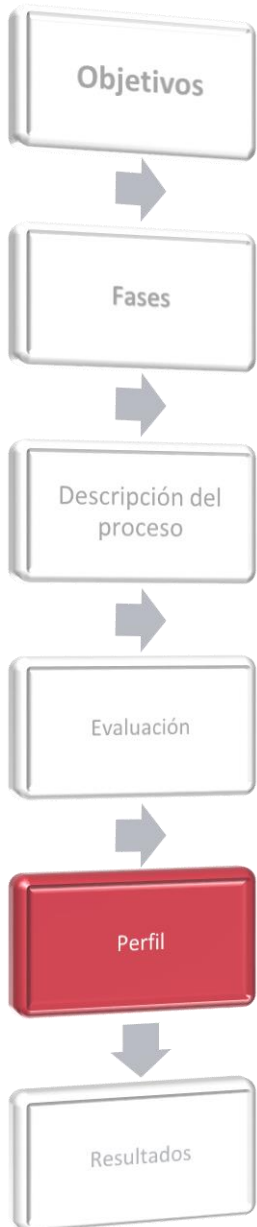 Objetivos
Fases
Descripción del
proceso
Evaluación
Perfil
Resultados